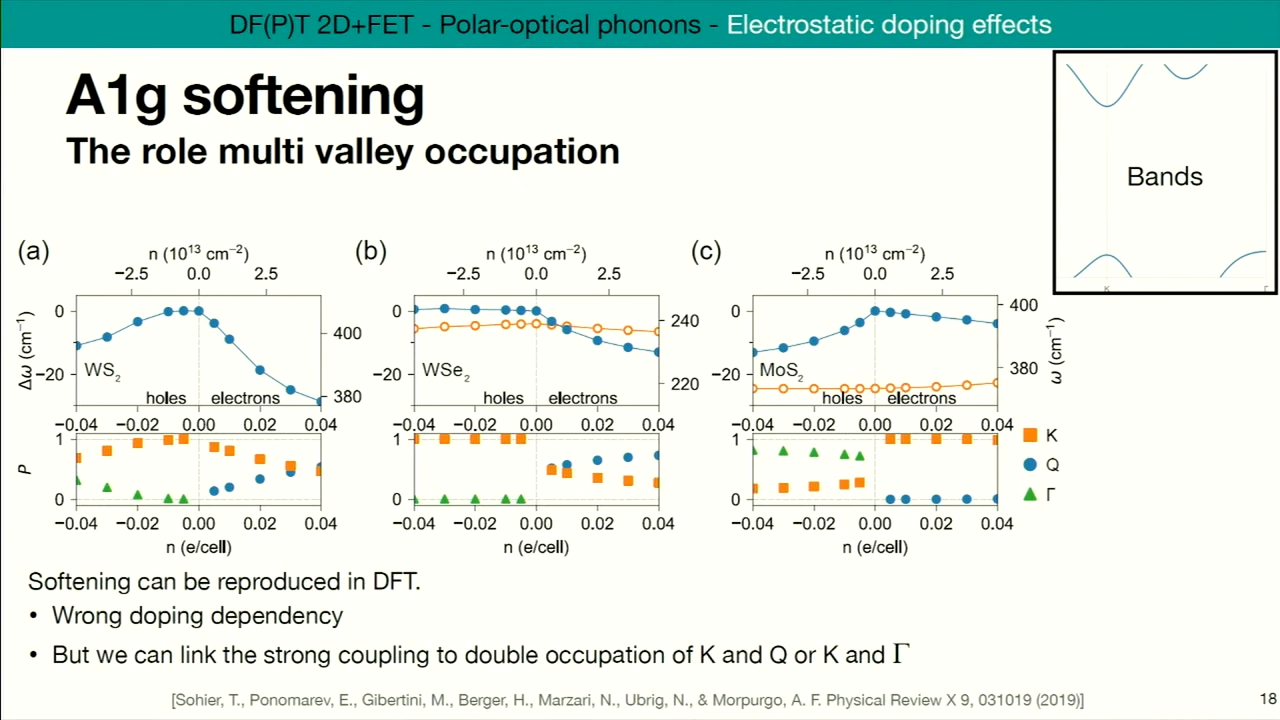 DF(P)T 2D+FET - Polar-optical phonons - Electrostatic doping effects
A1g softening
The role multi valley occupation
Bands
K Γ
(a) (b) (c)
n (10¹³ cm⁻²) n (10¹³ cm⁻²) n (10¹³ cm⁻²)
−2.5 0.0 2.5 −2.5 0.0 2.5 −2.5 0.0 2.5
0 400 0 240 0 400
Δω (cm⁻¹) ω (cm⁻¹)
−20 WS₂ 380 −20 WSe₂ 220 −20 MoS₂ 380
holes electrons holes electrons holes electrons
−0.04 −0.02 0.00 0.02 0.04 −0.04 −0.02 0.00 0.02 0.04 −0.04 −0.02 0.00 0.02 0.04
1 1 1 K
P Q
0 0 0 Γ
−0.04 −0.02 0.00 0.02 0.04 −0.04 −0.02 0.00 0.02 0.04 −0.04 −0.02 0.00 0.02 0.04
n (e/cell) n (e/cell) n (e/cell)
Softening can be reproduced in DFT.
• Wrong doping dependency
• But we can link the strong coupling to double occupation of K and Q or K and Γ
[Sohier, T., Ponomarev, E., Gibertini, M., Berger, H., Marzari, N., Ubrig, N., & Morpurgo, A. F. Physical Review X 9, 031019 (2019)]
18